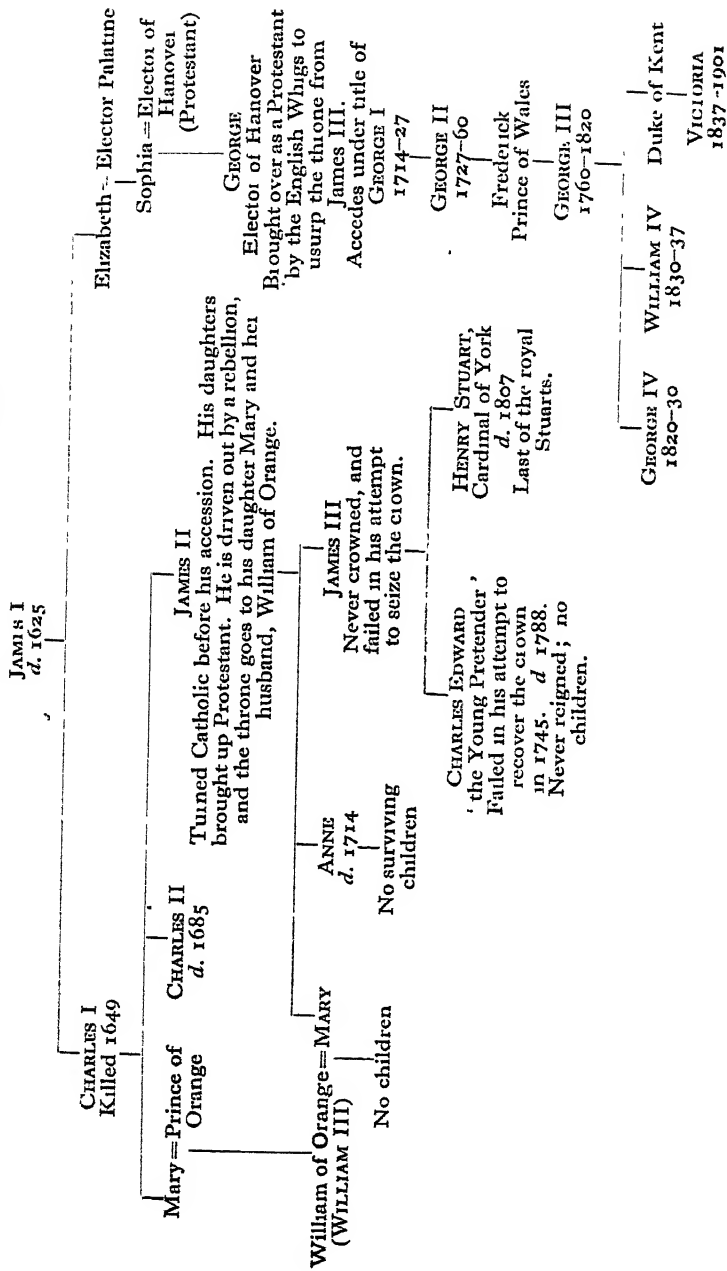 JAMES I
d. 1625
CHARLES I
Killed 1649
Elizabeth - Elector Palatine
Sophia = Elector of
Hanover
(Protestant)
Mary = Prince of
Orange
CHARLES II
d. 1685
JAMES II
Turned Catholic before his accession. His daughters
brought up Protestant. He is driven out by a rebellion,
and the throne goes to his daughter Mary and her
husband, William of Orange.
GEORGE
Elector of Hanover
Brought over as a Protestant
by the English Whigs to
usurp the throne from
James III.
Accedes under title of
GEORGE I
1714-27
William of Orange = MARY
(WILLIAM III)
No children
ANNE
d. 1714
No surviving
children
JAMES III
Never crowned, and
failed in his attempt
to seize the crown.
GEORGE II
1727-60
Frederick
Prince of Wales
GEORGE III
1760-1820
CHARLES EDWARD
'the Young Pretender'
Failed in his attempt to
recover the crown
in 1745. d 1788.
Never reigned; no
children.
HENRY STUART,
Cardinal of York
d. 1807
Last of the royal
Stuarts.
GEORGE IV
1820-30
WILLIAM IV
1830-37
Duke of Kent
VICTORIA
1837-1901